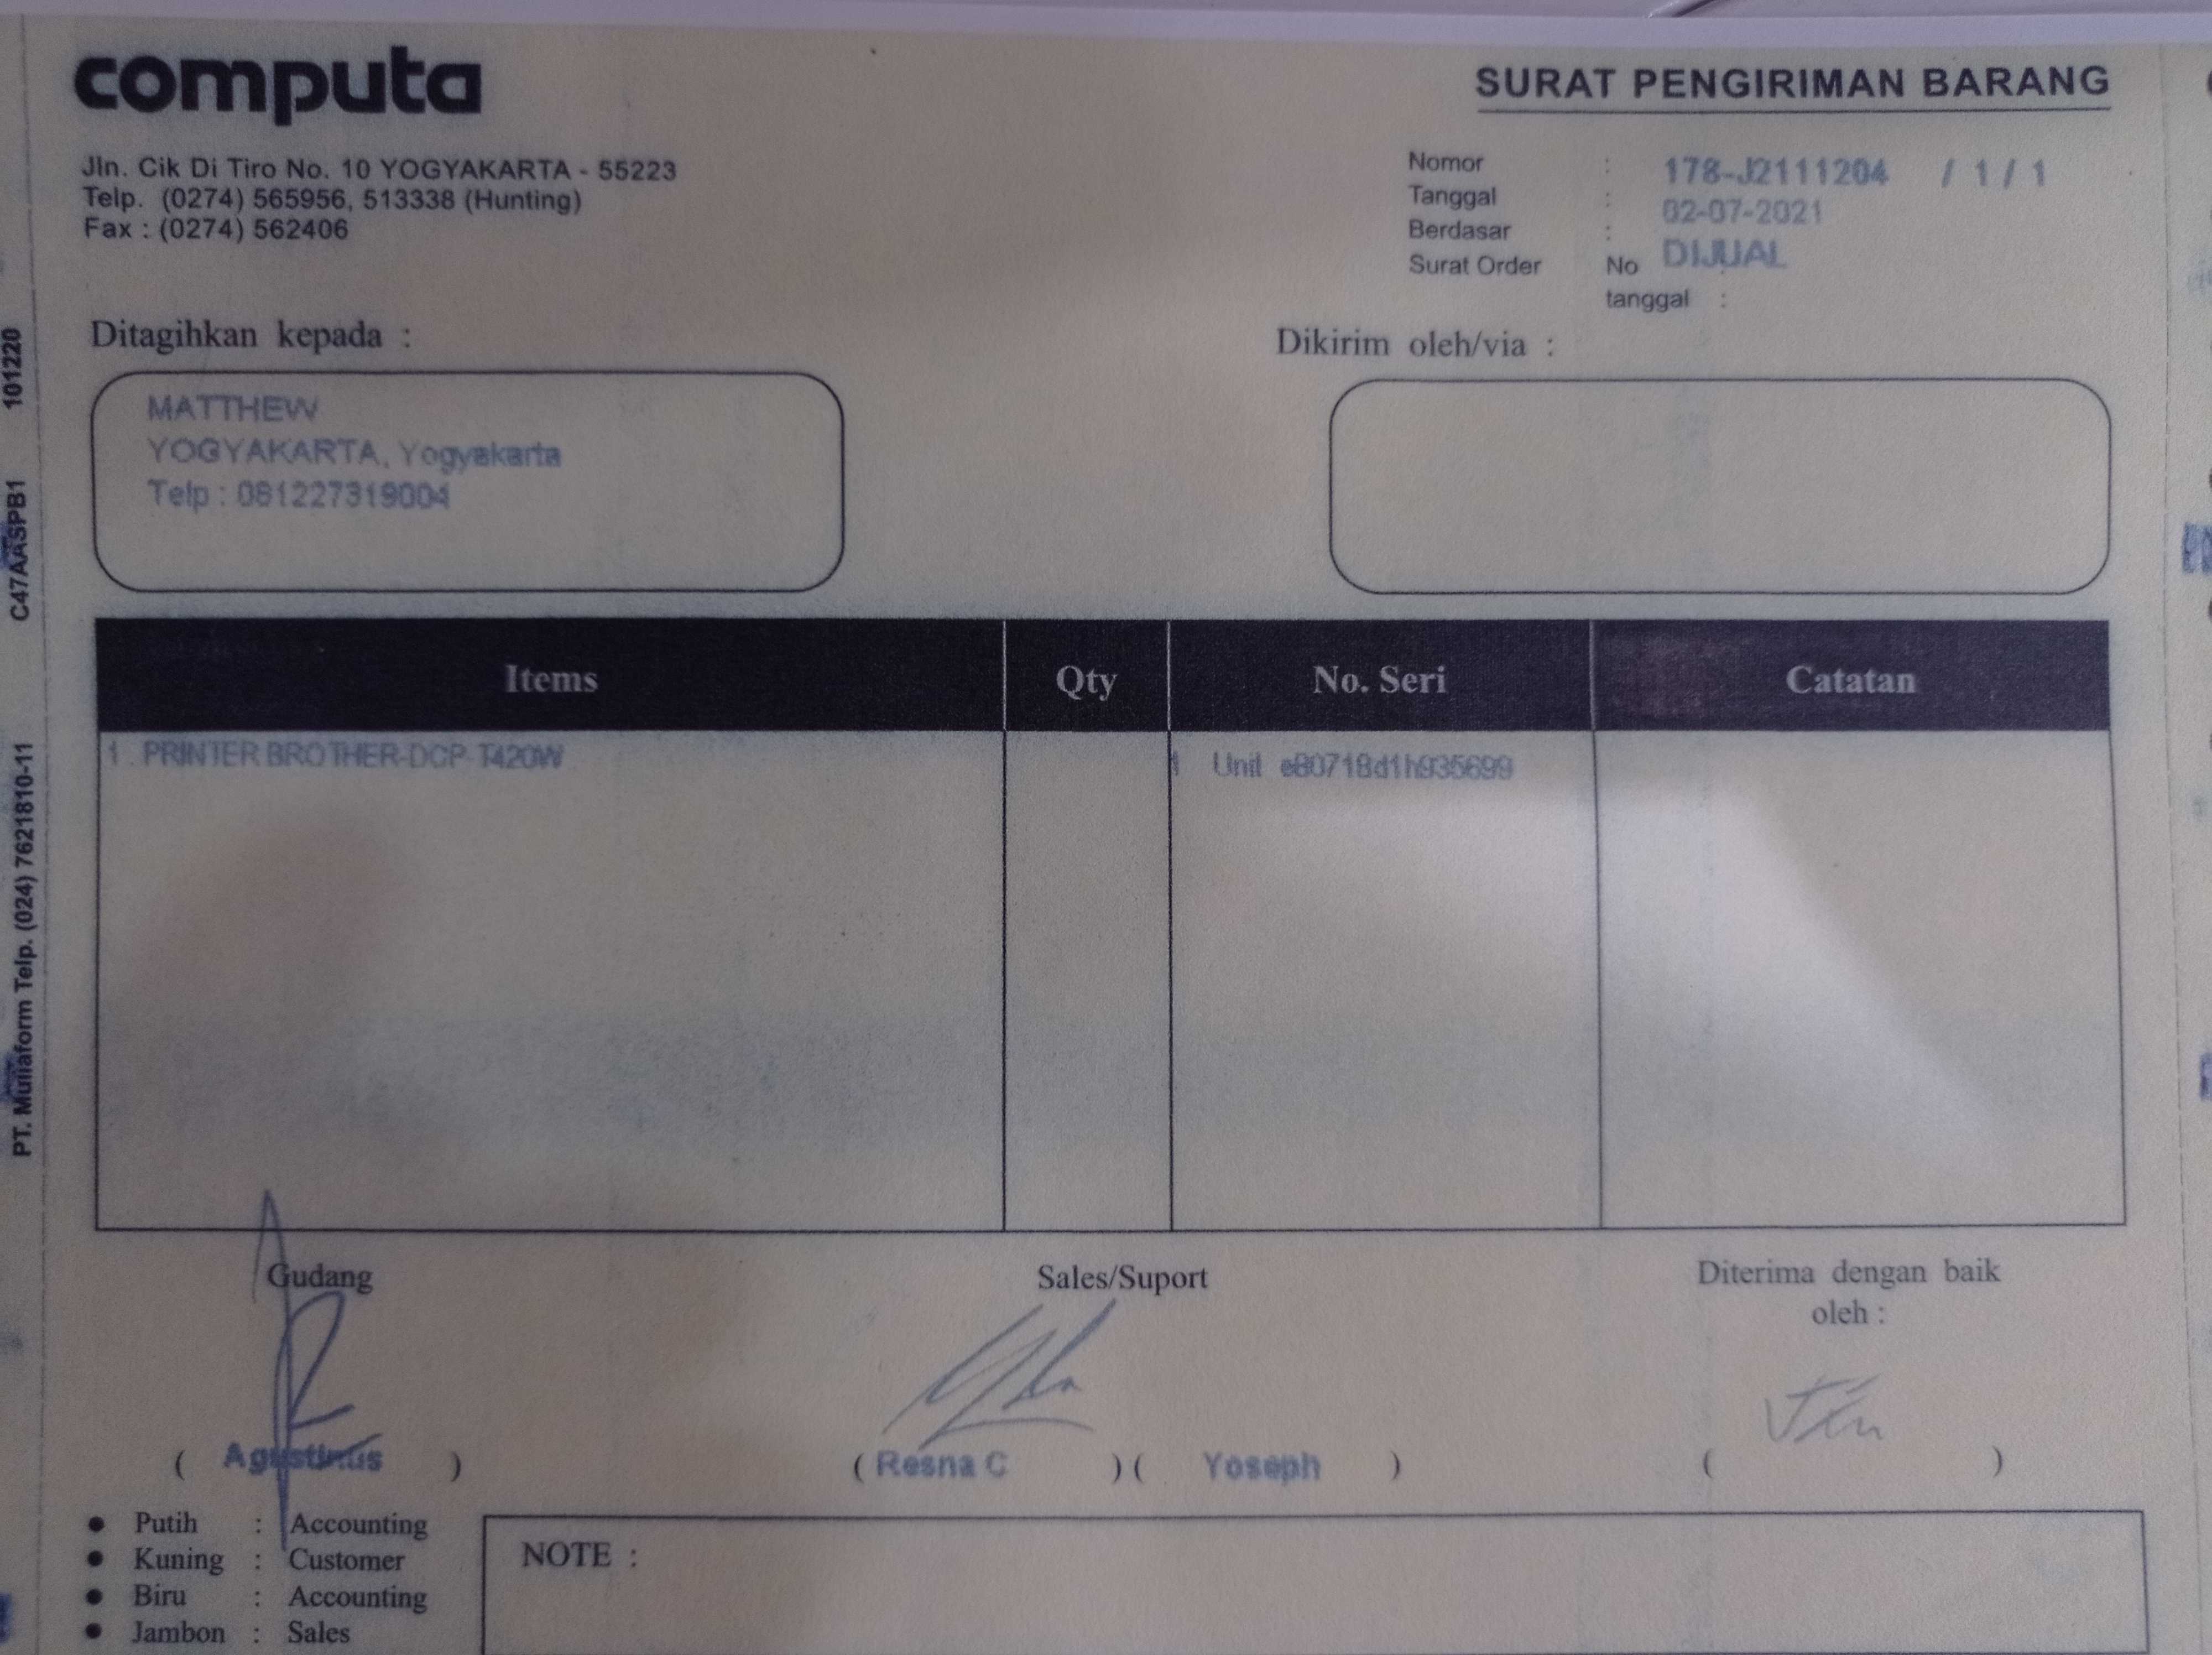 computa
SURAT PENGIRIMAN BARANG
Jln. Cik Di Tiro No. 10 YOGYAKARTA - 55223
Telp. (0274) 565956, 513338 (Hunting)
Fax : (0274) 562406
Nomor : 178-J2111204 / 1 / 1
Tanggal : 02-07-2021
Berdasar : DIJUAL
Surat Order No :
tanggal :
Ditagihkan kepada :
MATTHEW
YOGYAKARTA, Yogyakarta
Telp : 081227319004
Dikirim oleh/via :
Items Qty No. Seri Catatan
1 . PRINTER BROTHER-DCP-T420W 1 Unit e80718d1h935699
Gudang
( Agustinus )
Sales/Suport
( Resna C ) ( Yoseph )
Diterima dengan baik
oleh :
( )
• Putih : Accounting
• Kuning : Customer
• Biru : Accounting
• Jambon : Sales
NOTE :
PT. Muliaform Telp. (024) 7621810-11 C47AASPB1 101220